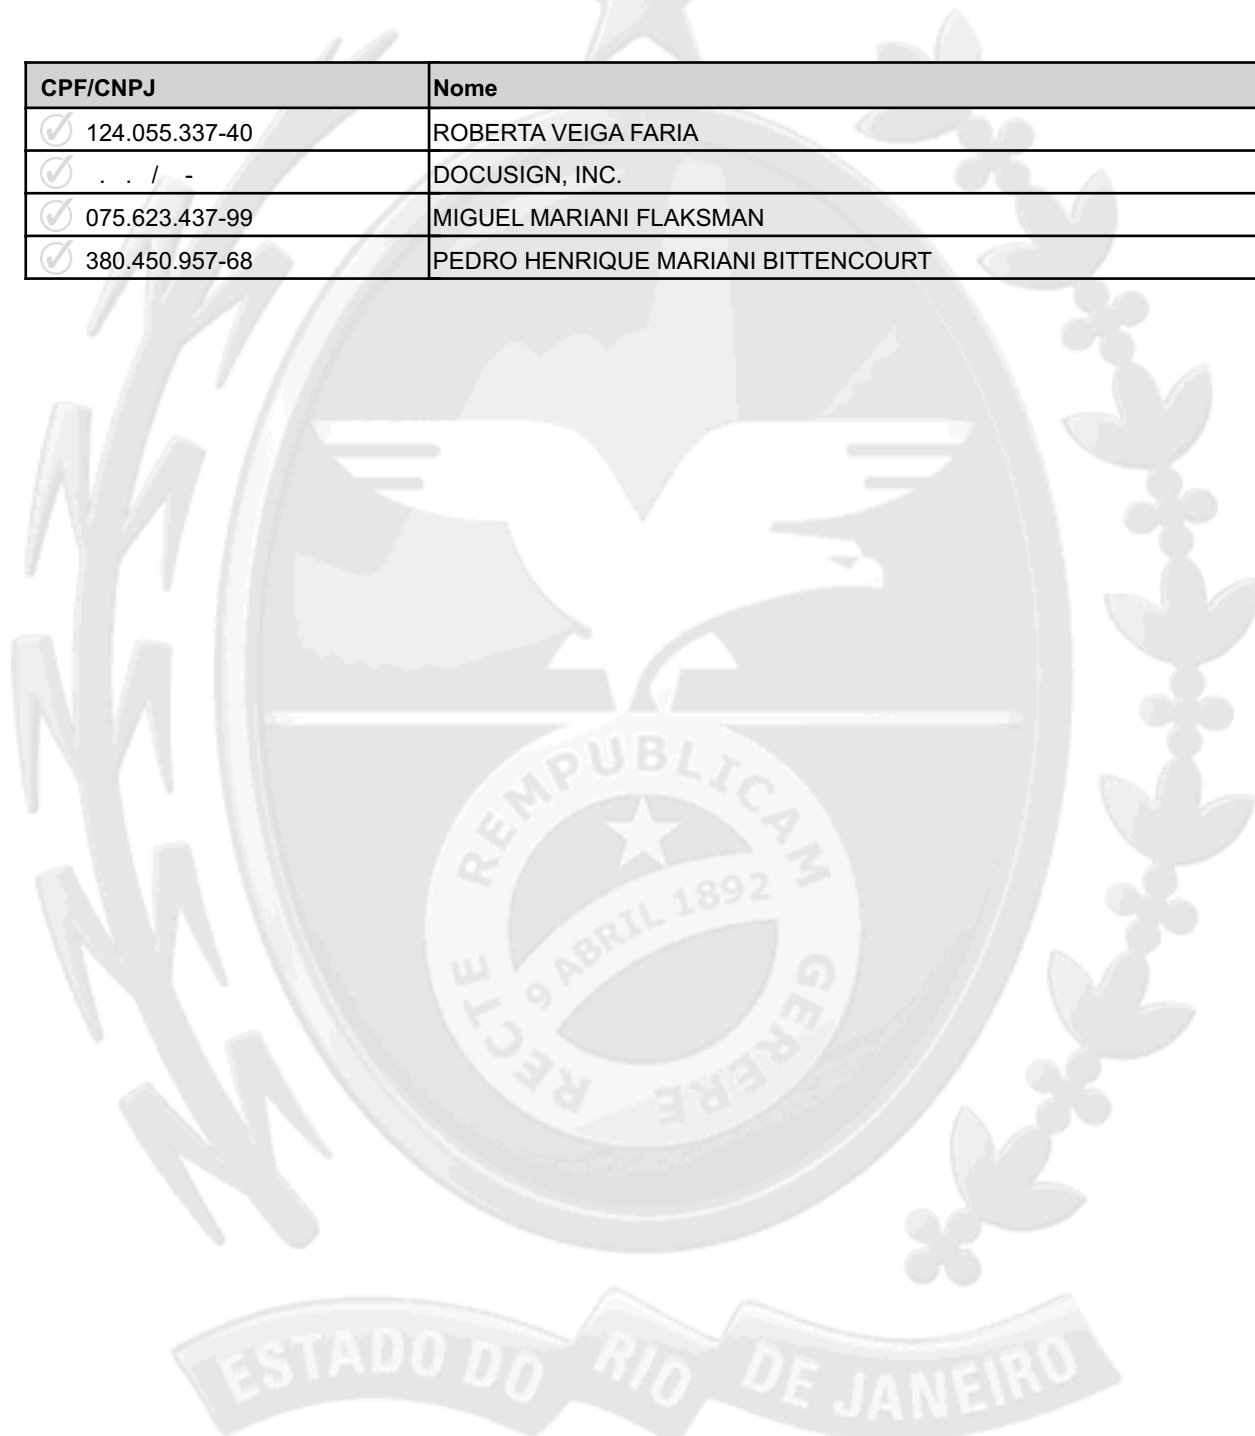 CPF/CNPJ Nome
124.055.337-40 ROBERTA VEIGA FARIA
. . / - DOCUSIGN, INC.
075.623.437-99 MIGUEL MARIANI FLAKSMAN
380.450.957-68 PEDRO HENRIQUE MARIANI BITTENCOURT
RECTE REMPUBLICAM GERERE
9 ABRIL 1892
ESTADO DO RIO DE JANEIRO